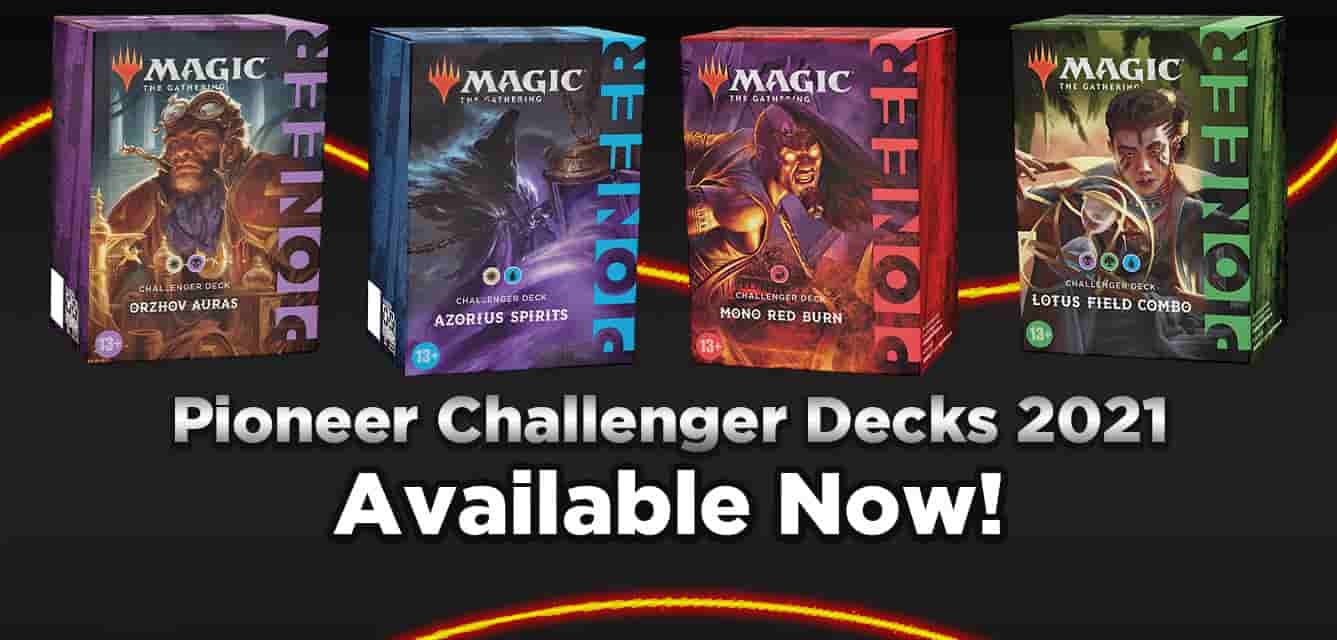 MAGIC
THE GATHERING
PIONEER
CHALLENGER DECK
ORZHOV AURAS
13+
MAGIC
THE GATHERING
PIONEER
CHALLENGER DECK
AZORIUS SPIRITS
13+
MAGIC
THE GATHERING
PIONEER
CHALLENGER DECK
MONO RED BURN
13+
MAGIC
THE GATHERING
PIONEER
CHALLENGER DECK
LOTUS FIELD COMBO
13+
Pioneer Challenger Decks 2021
Available Now!